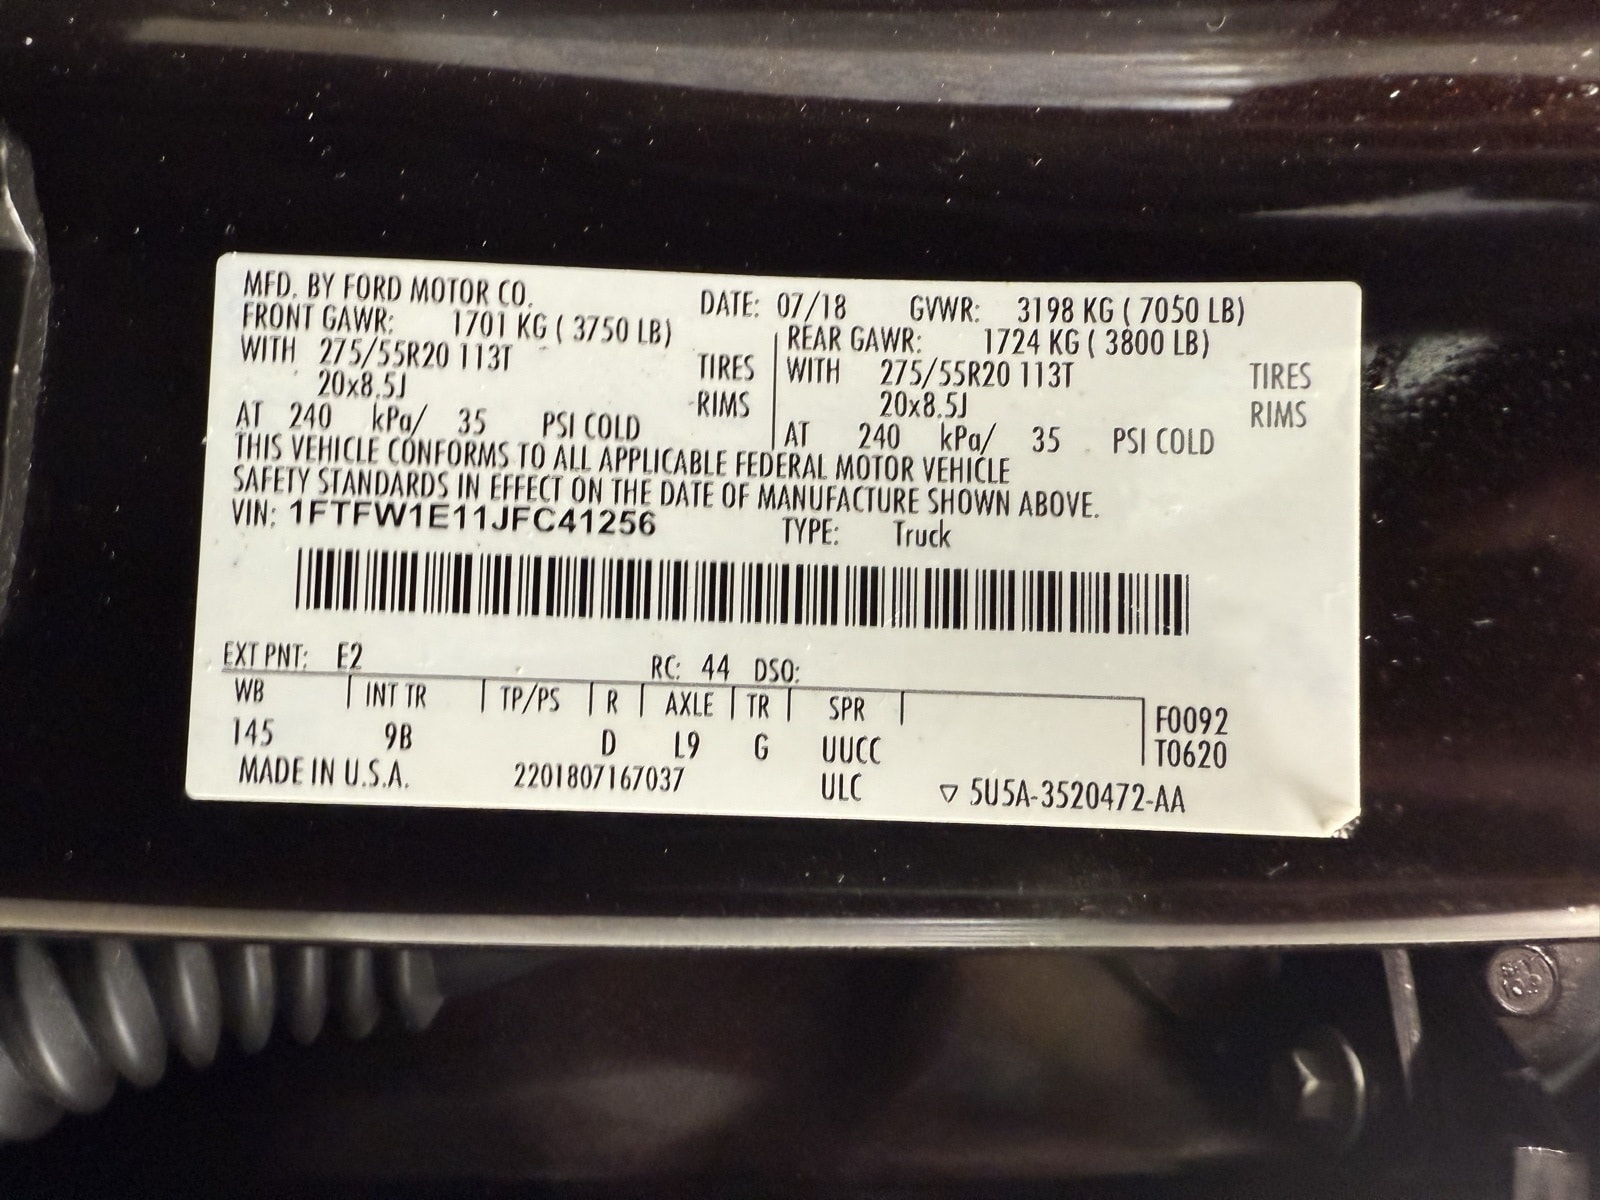 MFD. BY FORD MOTOR CO. DATE: 07/18 GVWR: 3198 KG ( 7050 LB)
FRONT GAWR: 1701 KG ( 3750 LB) REAR GAWR: 1724 KG ( 3800 LB)
WITH 275/55R20 113T TIRES WITH 275/55R20 113T TIRES
20x8.5J RIMS 20x8.5J RIMS
AT 240 kPa/ 35 PSI COLD AT 240 kPa/ 35 PSI COLD
THIS VEHICLE CONFORMS TO ALL APPLICABLE FEDERAL MOTOR VEHICLE
SAFETY STANDARDS IN EFFECT ON THE DATE OF MANUFACTURE SHOWN ABOVE.
VIN: 1FTFW1E11JFC41256 TYPE: Truck
EXT PNT: E2 RC: 44 DSO:
WB INT TR TP/PS R AXLE TR SPR F0092
145 9B D L9 G UUCC T0620
MADE IN U.S.A. 2201807167037 ULC ▽ 5U5A-3520472-AA